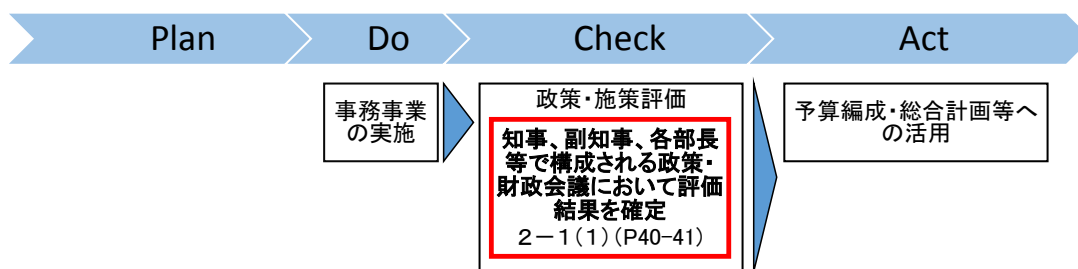 Plan
Do
Check
Act
事務事業
の実施
政策・施策評価
知事、副知事、各部長
等で構成される政策・
財政会議において評価
結果を確定
２－１(１)(P40-41)
予算編成・総合計画等へ
の活用